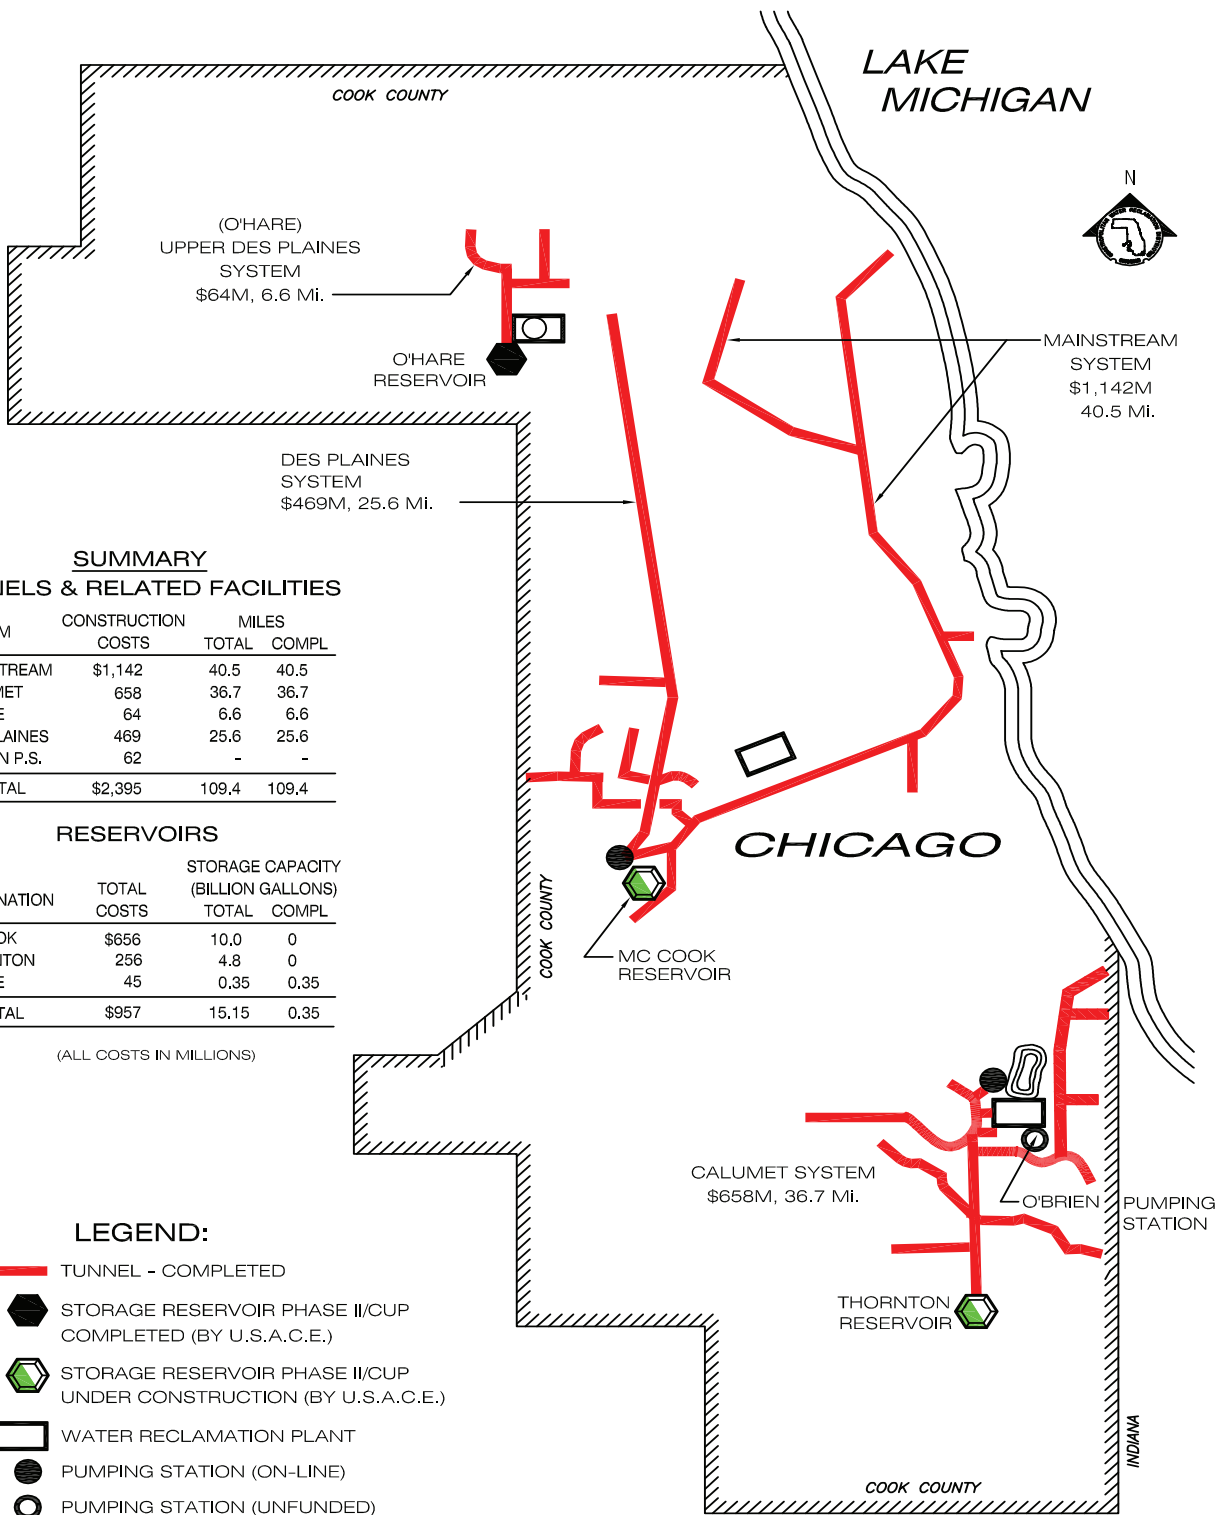 LAKE
MICHIGAN
COOK COUNTY
N
(O'HARE)
UPPER DES PLAINES
SYSTEM
$64M, 6.6 Mi.
O'HARE
RESERVOIR
MAINSTREAM
SYSTEM
$1,142M
40.5 Mi.
DES PLAINES
SYSTEM
$469M, 25.6 Mi.
SUMMARY
NELS & RELATED FACILITIES
M CONSTRUCTION COSTS MILES TOTAL COMPL
TREAM $1,142 40.5 40.5
MET 658 36.7 36.7
E 64 6.6 6.6
LAINES 469 25.6 25.6
N P.S. 62 - -
TAL $2,395 109.4 109.4
RESERVOIRS
STORAGE CAPACITY
(BILLION GALLONS)
NATION TOTAL COSTS TOTAL COMPL
OK $656 10.0 0
NTON 256 4.8 0
E 45 0.35 0.35
TAL $957 15.15 0.35
(ALL COSTS IN MILLIONS)
CHICAGO
COOK COUNTY
MC COOK
RESERVOIR
CALUMET SYSTEM
$658M, 36.7 Mi.
O'BRIEN PUMPING
STATION
THORNTON
RESERVOIR
INDIANA
COOK COUNTY
LEGEND:
TUNNEL - COMPLETED
STORAGE RESERVOIR PHASE II/CUP
COMPLETED (BY U.S.A.C.E.)
STORAGE RESERVOIR PHASE II/CUP
UNDER CONSTRUCTION (BY U.S.A.C.E.)
WATER RECLAMATION PLANT
PUMPING STATION (ON-LINE)
PUMPING STATION (UNFUNDED)